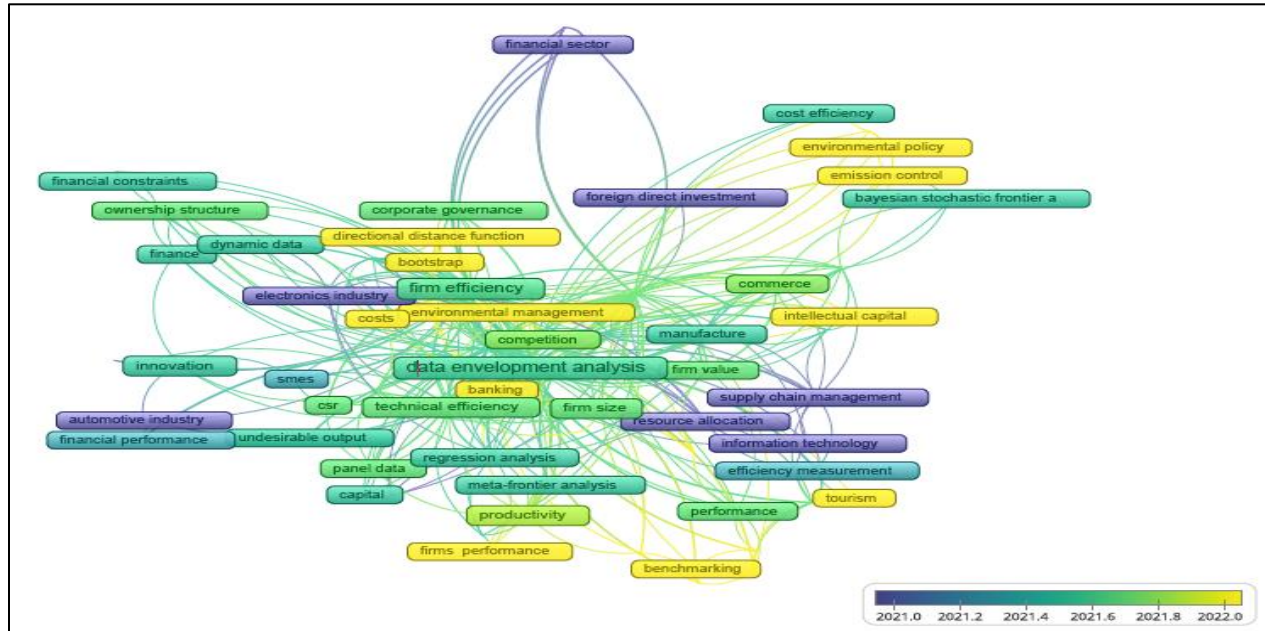 financial sector
cost efficiency
environmental policy
emission control
financial constraints
foreign direct investment
bayesian stochastic frontier a
ownership structure
corporate governance
directional distance function
dynamic data
finance
bootstrap
commerce
firm efficiency
electronics industry
environmental management
costs
intellectual capital
manufacture
competition
innovation
data envelopment analysis
firm value
smes
banking
supply chain management
csr
technical efficiency
firm size
automotive industry
resource allocation
financial performance
undesirable output
information technology
regression analysis
panel data
efficiency measurement
meta-frontier analysis
capital
tourism
performance
productivity
firms performance
benchmarking
2021.0 2021.2 2021.4 2021.6 2021.8 2022.0